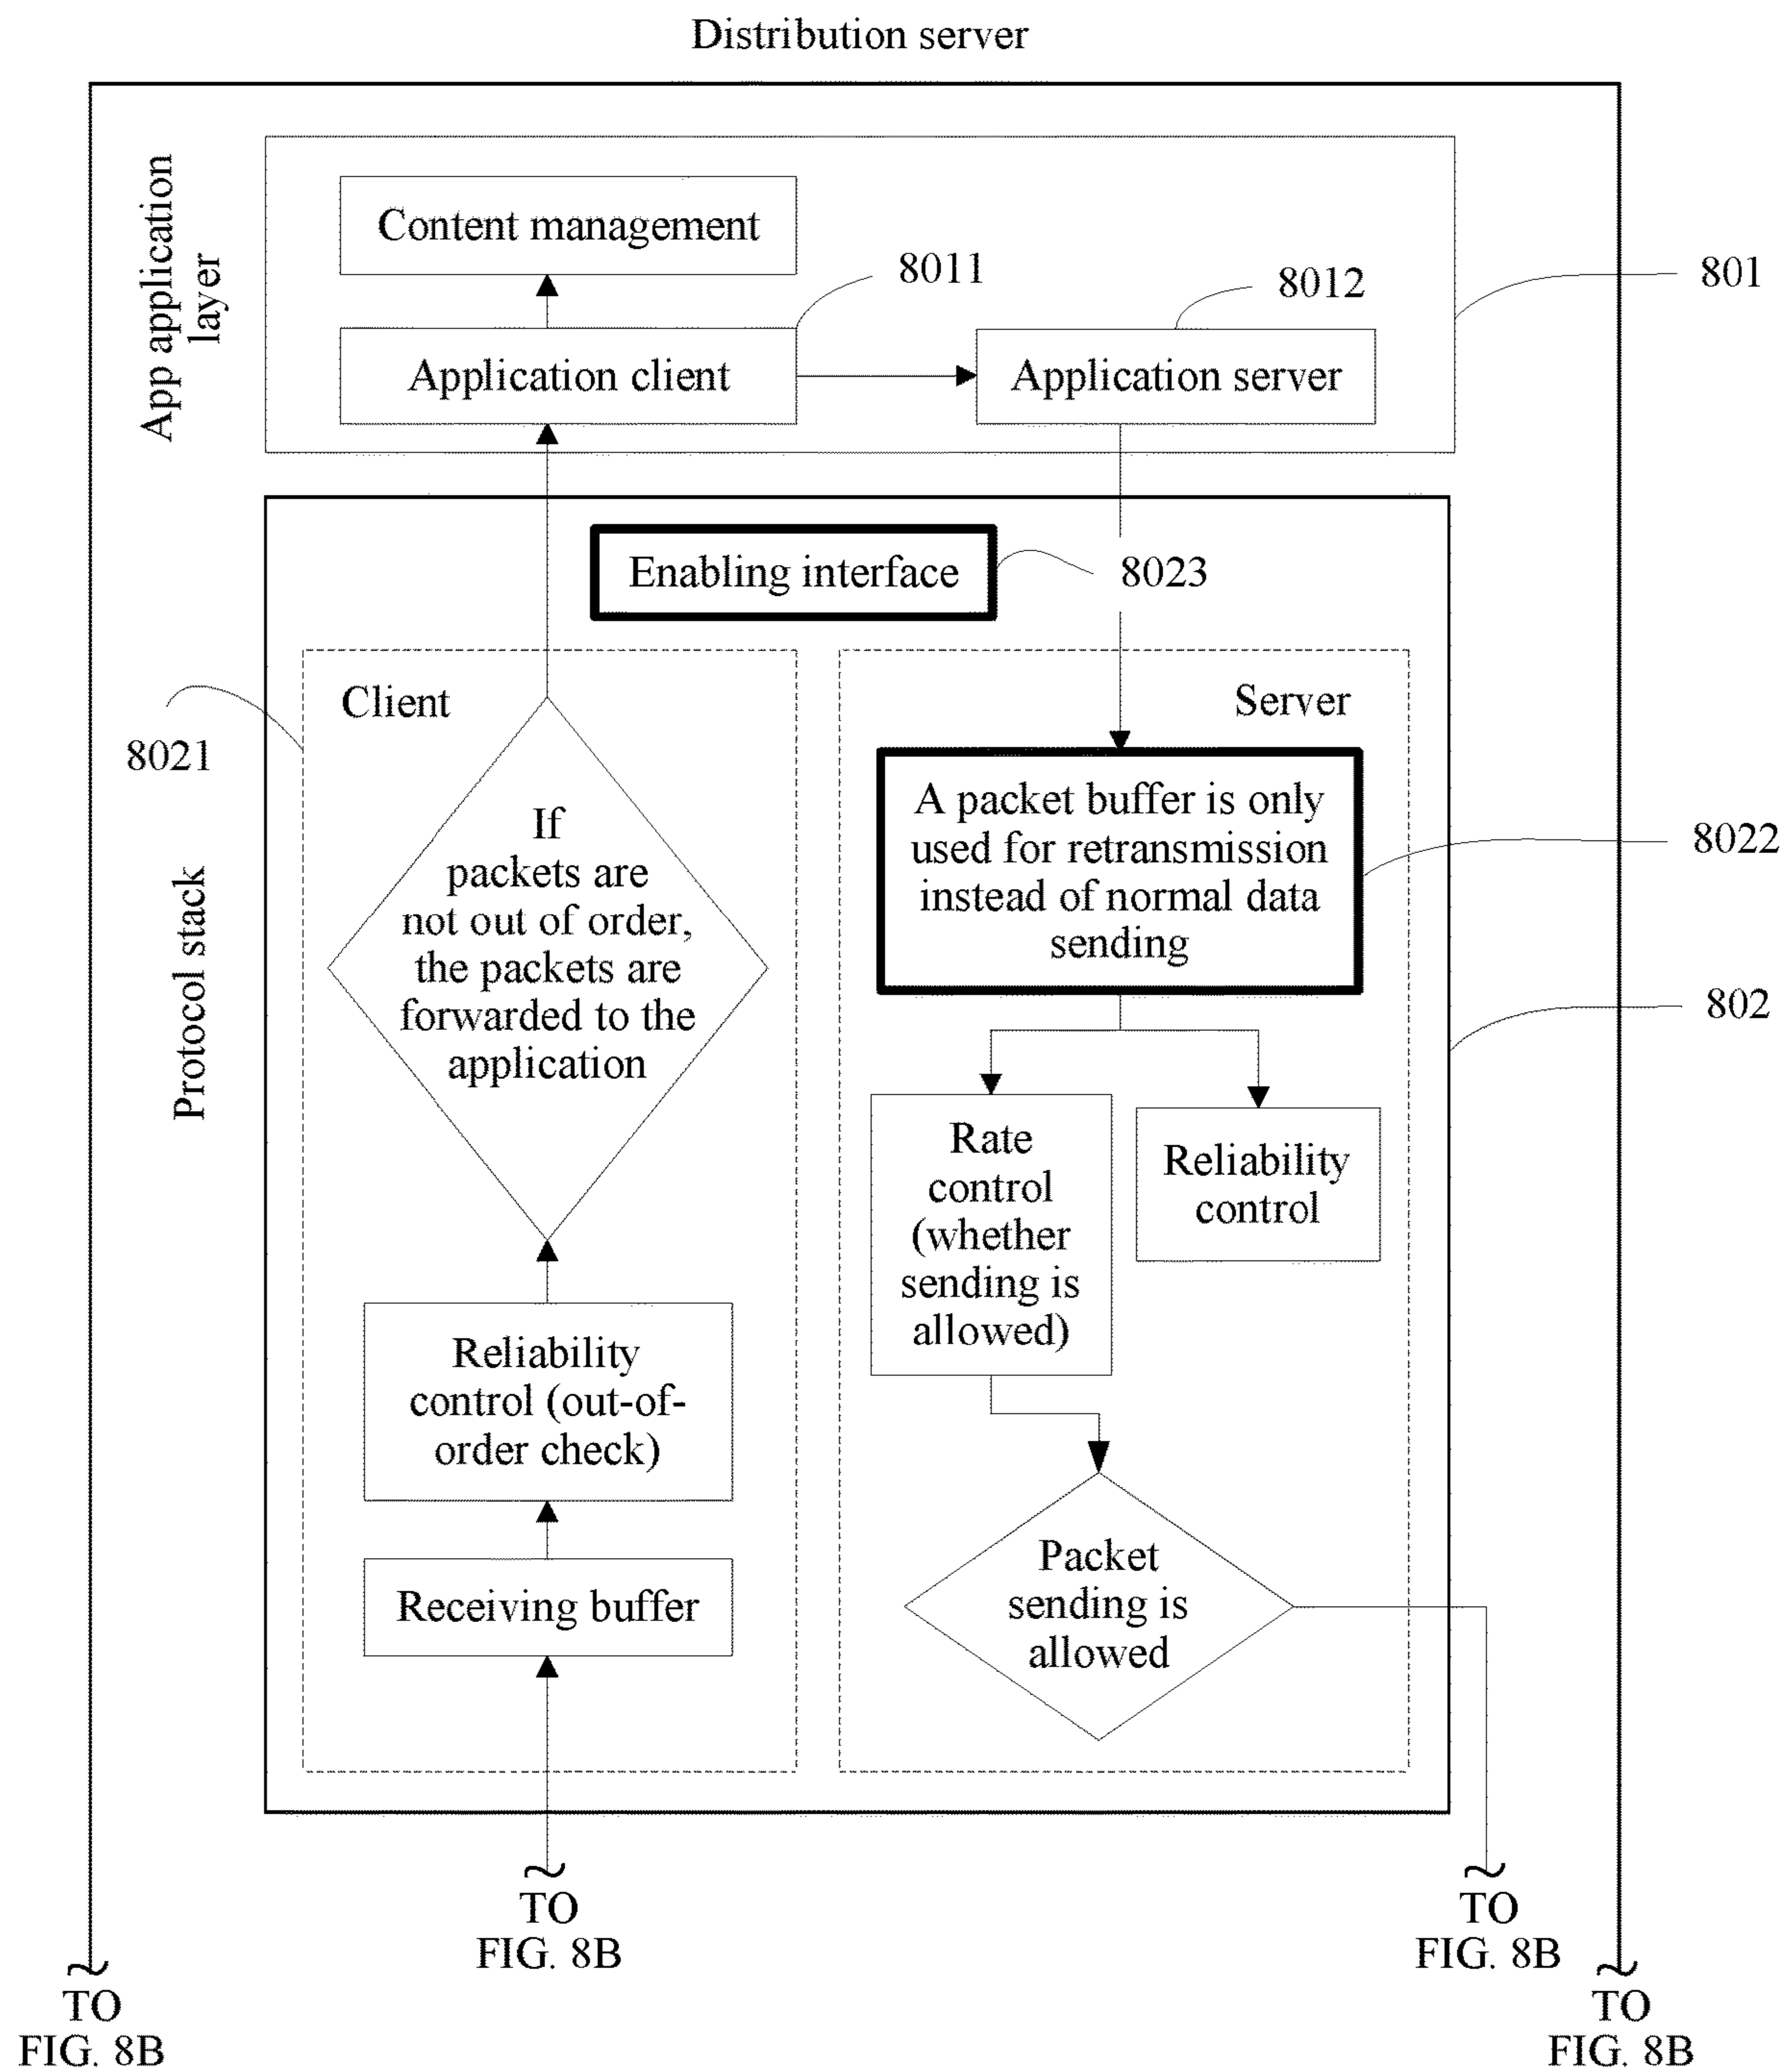 Distribution server
App application
layer
Content management
8011
8012
801
Application client
Application server
Enabling interface
8023
Client
Server
8021
If
packets are
not out of order,
the packets are
forwarded to the
application
A packet buffer is only
used for retransmission
instead of normal data
sending
8022
Protocol stack
802
Rate
control
(whether
sending is
allowed)
Reliability
control
Reliability
control (out-of-
order check)
Receiving buffer
Packet
sending is
allowed
TO
FIG. 8B
TO
FIG. 8B
TO
FIG. 8B
TO
FIG. 8B